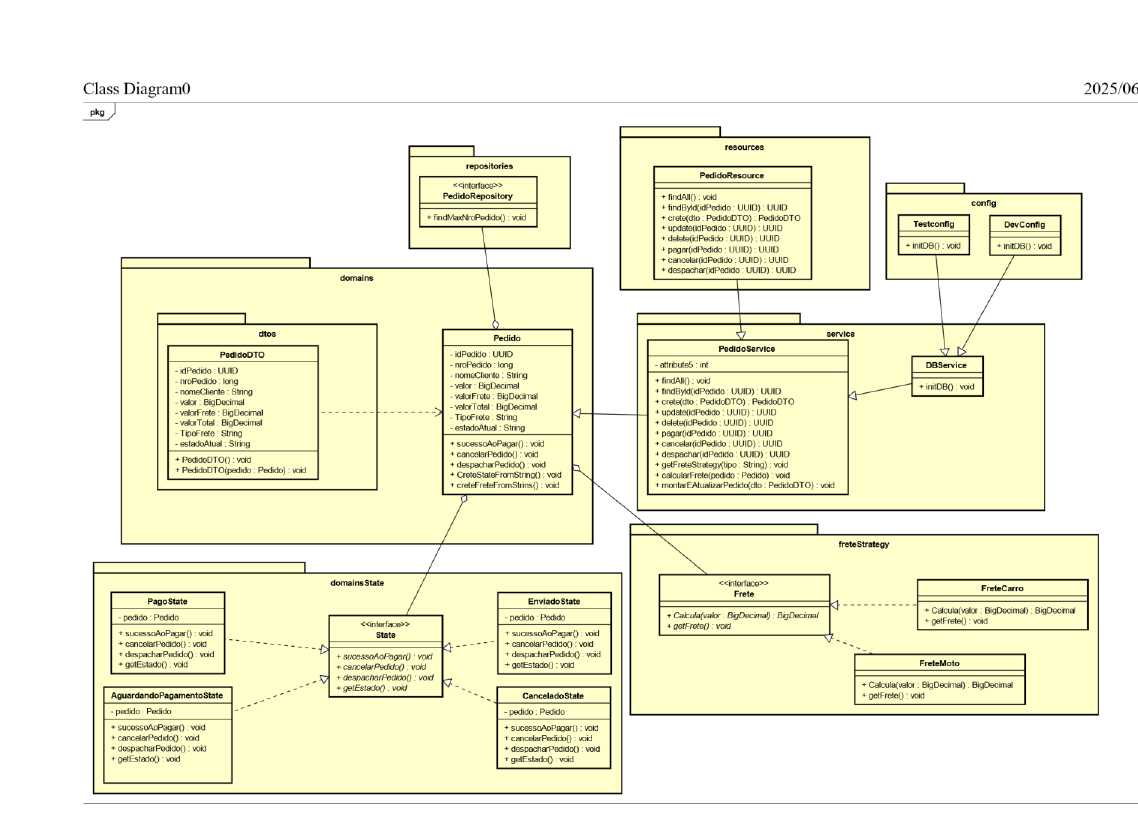 Class Diagram0
2025/06
pkg
repositories
<<interface>>
PedidoRepository
+ findMaxNroPedido() : void
resources
PedidoResource
+ findAll() : void
+ findById(idPedido : UUID) : UUID
+ crete(dto : PedidoDTO) : PedidoDTO
+ update(idPedido : UUID) : UUID
+ delete(idPedido : UUID) : UUID
+ pagar(idPedido : UUID) : UUID
+ cancelar(idPedido : UUID) : UUID
+ despachar(idPedido : UUID) : UUID
config
Testconfig
+ initDB() : void
DevConfig
+ initDB() : void
domains
dtos
PedidoDTO
- idPedido : UUID
- nroPedido : long
- nomeCliente : String
- valor : BigDecimal
- valorFrete : BigDecimal
- valorTotal : BigDecimal
- TipoFrete : String
- estadoAtual : String
+ PedidoDTO() : void
+ PedidoDTO(pedido : Pedido) : void
Pedido
- idPedido : UUID
- nroPedido : long
- nomeCliente : String
- valor : BigDecimal
- valorFrete : BigDecimal
- valorTotal : BigDecimal
- TipoFrete : String
- estadoAtual : String
+ sucessoAoPagar() : void
+ cancelarPedido() : void
+ despacharPedido() : void
+ CreteStateFromString() : void
+ creteFreteFromStrins() : void
service
PedidoService
- attribute5 : int
+ findAll() : void
+ findById(idPedido : UUID) : UUID
+ crete(dto : PedidoDTO) : PedidoDTO
+ update(idPedido : UUID) : UUID
+ delete(idPedido : UUID) : UUID
+ pagar(idPedido : UUID) : UUID
+ cancelar(idPedido : UUID) : UUID
+ despachar(idPedido : UUID) : UUID
+ getFreteStrategy(tipo : String) : void
+ calcularFrete(pedido : Pedido) : void
+ montarEAtualizarPedido(dto : PedidoDTO) : void
DBService
+ initDB() : void
domainsState
PagoState
- pedido : Pedido
+ sucessoAoPagar() : void
+ cancelarPedido() : void
+ despacharPedido() : void
+ getEstado() : void
<<interface>>
State
+ sucessoAoPagar() : void
+ cancelarPedido() : void
+ despacharPedido() : void
+ getEstado() : void
EnviadoState
- pedido : Pedido
+ sucessoAoPagar() : void
+ cancelarPedido() : void
+ despacharPedido() : void
+ getEstado() : void
AguardandoPagamentoState
- pedido : Pedido
+ sucessoAoPagar() : void
+ cancelarPedido() : void
+ despacharPedido() : void
+ getEstado() : void
CanceladoState
- pedido : Pedido
+ sucessoAoPagar() : void
+ cancelarPedido() : void
+ despacharPedido() : void
+ getEstado() : void
freteStrategy
<<interface>>
Frete
+ Calcula(valor : BigDecimal) : BigDecimal
+ getFrete() : void
FreteCarro
+ Calcula(valor : BigDecimal) : BigDecimal
+ getFrete() : void
FreteMoto
+ Calcula(valor : BigDecimal) : BigDecimal
+ getFrete() : void